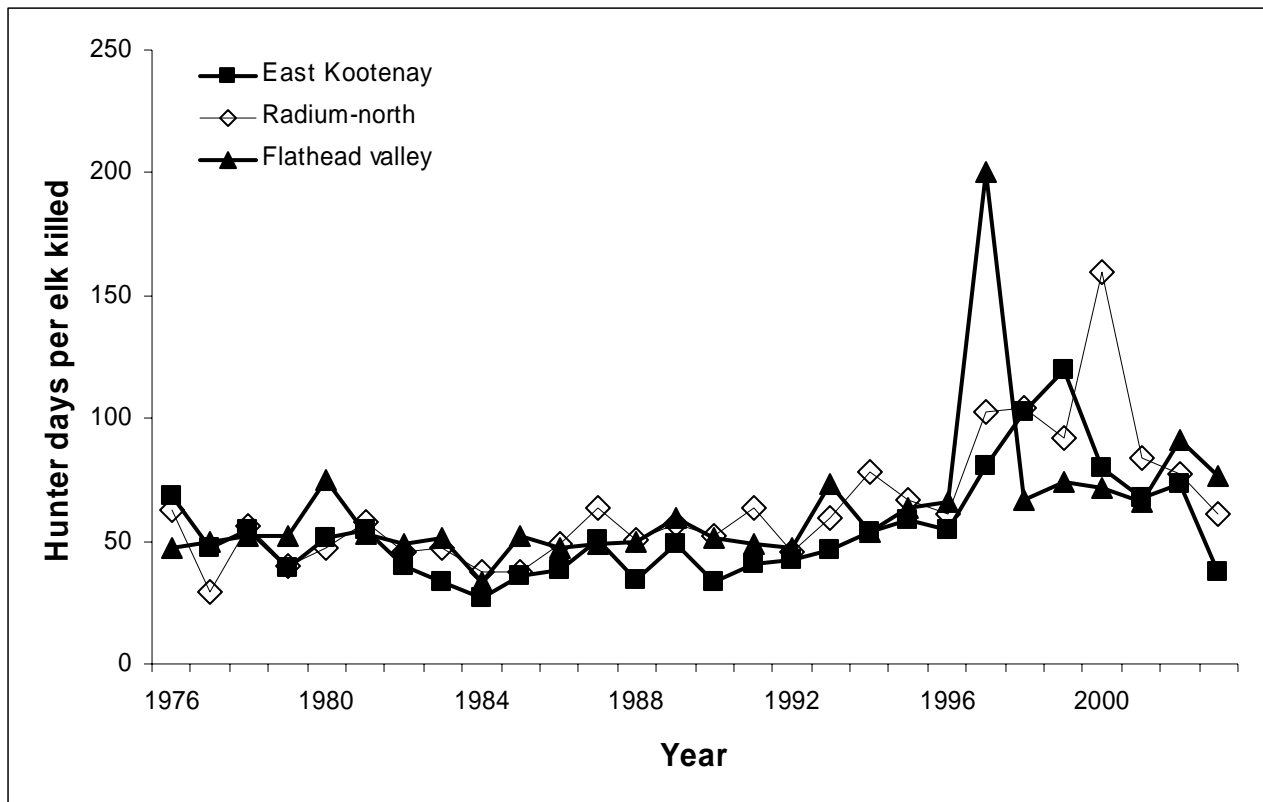 250
East Kootenay
Radium-north
200
Flathead valley
150
100
50
0
Hunter days per elk killed
1976 1980 1984 1988 1992 1996 2000
Year